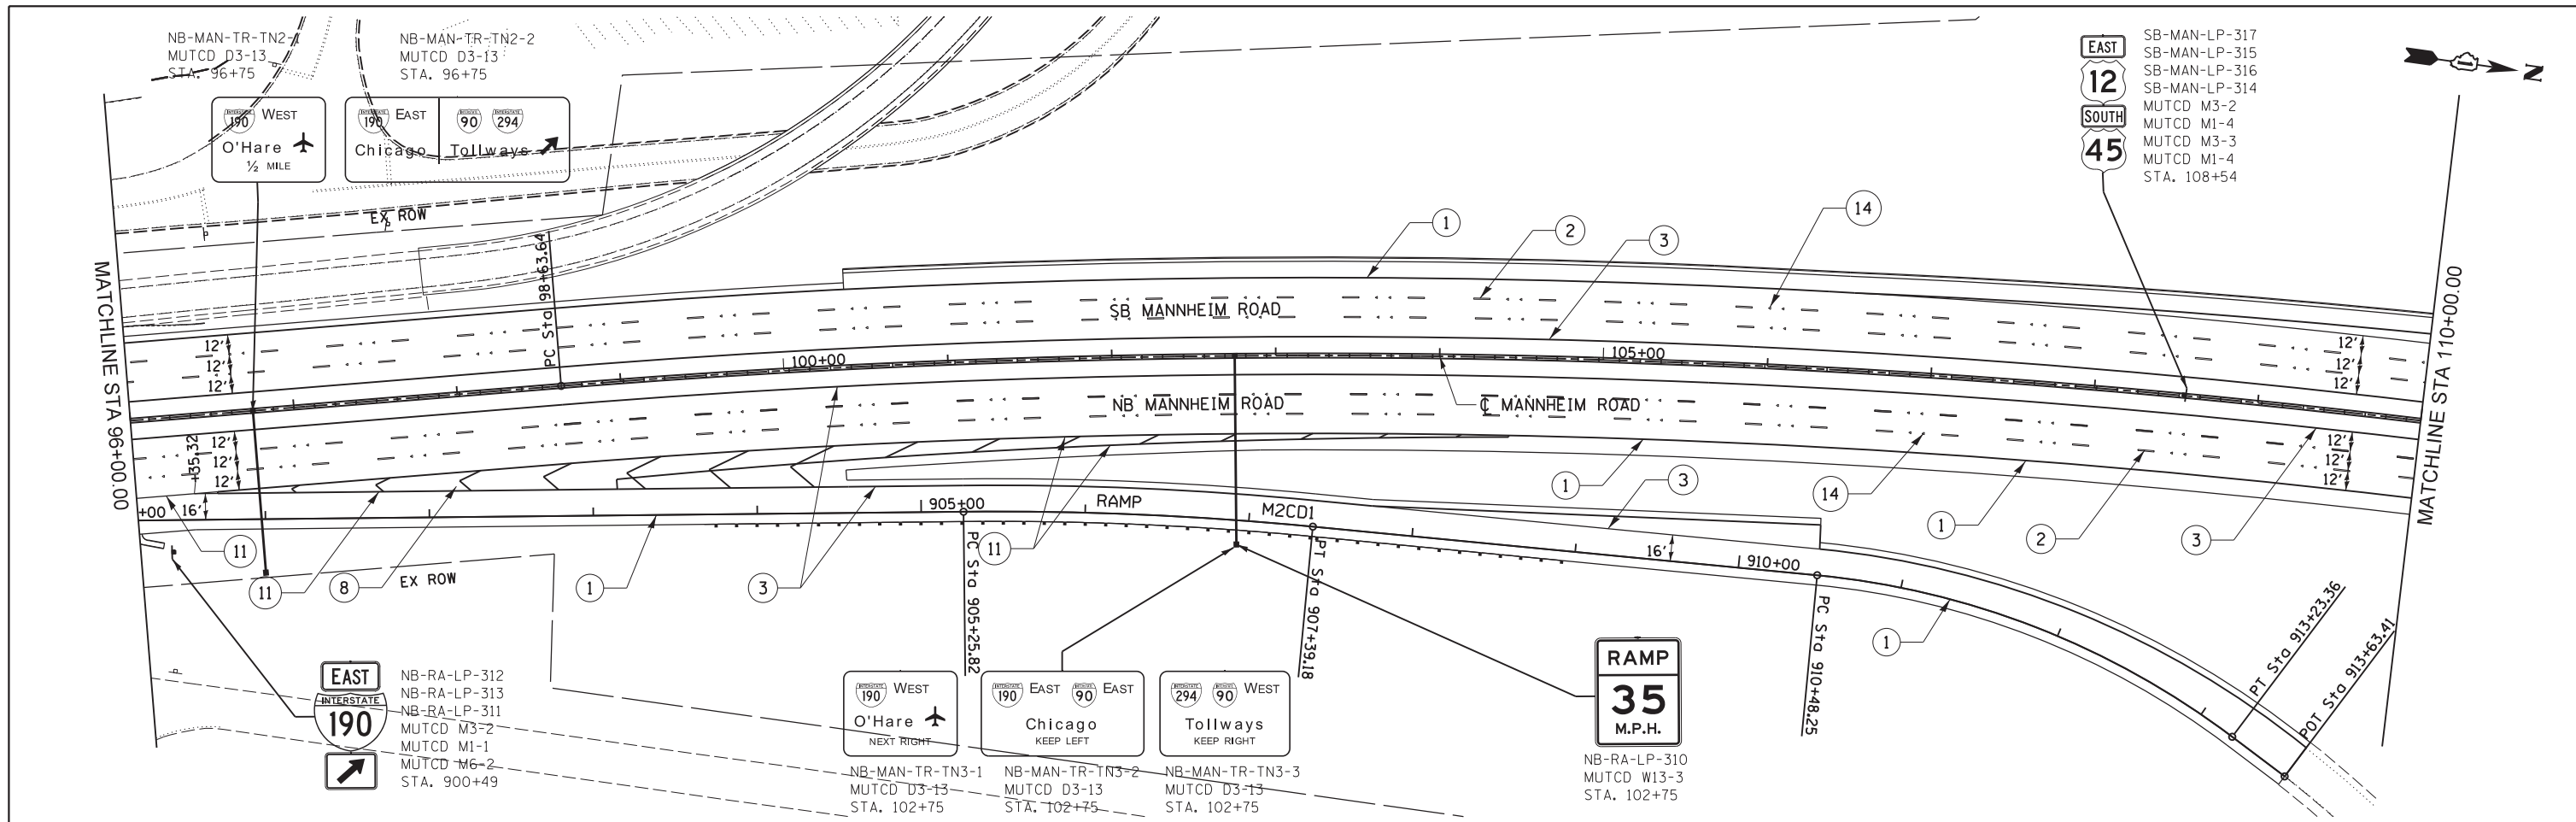 NB-MAN-TR-TN2-1
MUTCD D3-13
STA. 96+75
NB-MAN-TR-TN2-2
MUTCD D3-13
STA. 96+75
INTERSTATE
190 WEST
O'Hare
½ MILE
INTERSTATE
190 EAST
Chicago
INTERSTATE
90
INTERSTATE
294
Tollways
EAST
12
SOUTH
45
SB-MAN-LP-317
SB-MAN-LP-315
SB-MAN-LP-316
SB-MAN-LP-314
MUTCD M3-2
MUTCD M1-4
MUTCD M3-3
MUTCD M1-4
STA. 108+54
N
EX ROW
MATCHLINE STA 96+00.00
PC Sta 98+63.64
1
2
3
14
SB MANNHEIM ROAD
100+00
105+00
12'
12'
12'
12'
12'
12'
MATCHLINE STA 110+00.00
NB MANNHEIM ROAD
℄ MANNHEIM ROAD
+35.32
12'
12'
12'
12'
12'
12'
+00
16'
905+00
RAMP
M2CD1
16'
910+00
11
11
8
1
3
11
1
3
14
1
2
3
1
EX ROW
PC Sta 905+25.82
PT Sta 907+39.18
PC Sta 910+48.25
PT Sta 913+23.36
POT Sta 913+63.41
EAST
INTERSTATE
190
NB-RA-LP-312
NB-RA-LP-313
NB-RA-LP-311
MUTCD M3-2
MUTCD M1-1
MUTCD M6-2
STA. 900+49
INTERSTATE
190 WEST
O'Hare
NEXT RIGHT
NB-MAN-TR-TN3-1
MUTCD D3-13
STA. 102+75
INTERSTATE
190 EAST
INTERSTATE
90 EAST
Chicago
KEEP LEFT
NB-MAN-TR-TN3-2
MUTCD D3-13
STA. 102+75
INTERSTATE
294
INTERSTATE
90 WEST
Tollways
KEEP RIGHT
NB-MAN-TR-TN3-3
MUTCD D3-13
STA. 102+75
RAMP
35
M.P.H.
NB-RA-LP-310
MUTCD W13-3
STA. 102+75